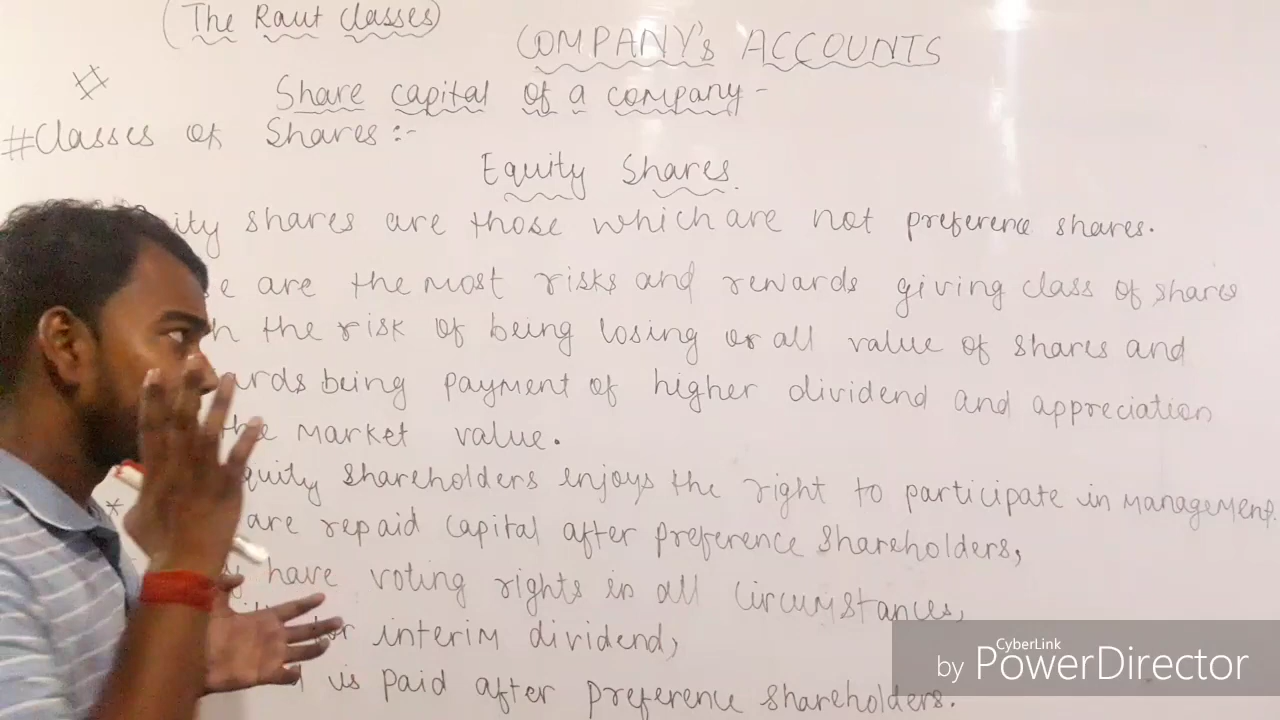 (The Raut classes)
COMPANY's ACCOUNTS
Share capital of a company-
#Classes of Shares:-
Equity Shares.
shares are those which are not preference shares.
are the most risks and rewards giving class of shares
the risk of being losing or all value of shares and
being payment of higher dividend and appreciation
the market value.
* Equity shareholders enjoys the right to participate in management.
are repaid capital after preference shareholders,
have voting rights in all circumstances,
for interim dividend,
is paid after preference shareholders.
CyberLink
by PowerDirector